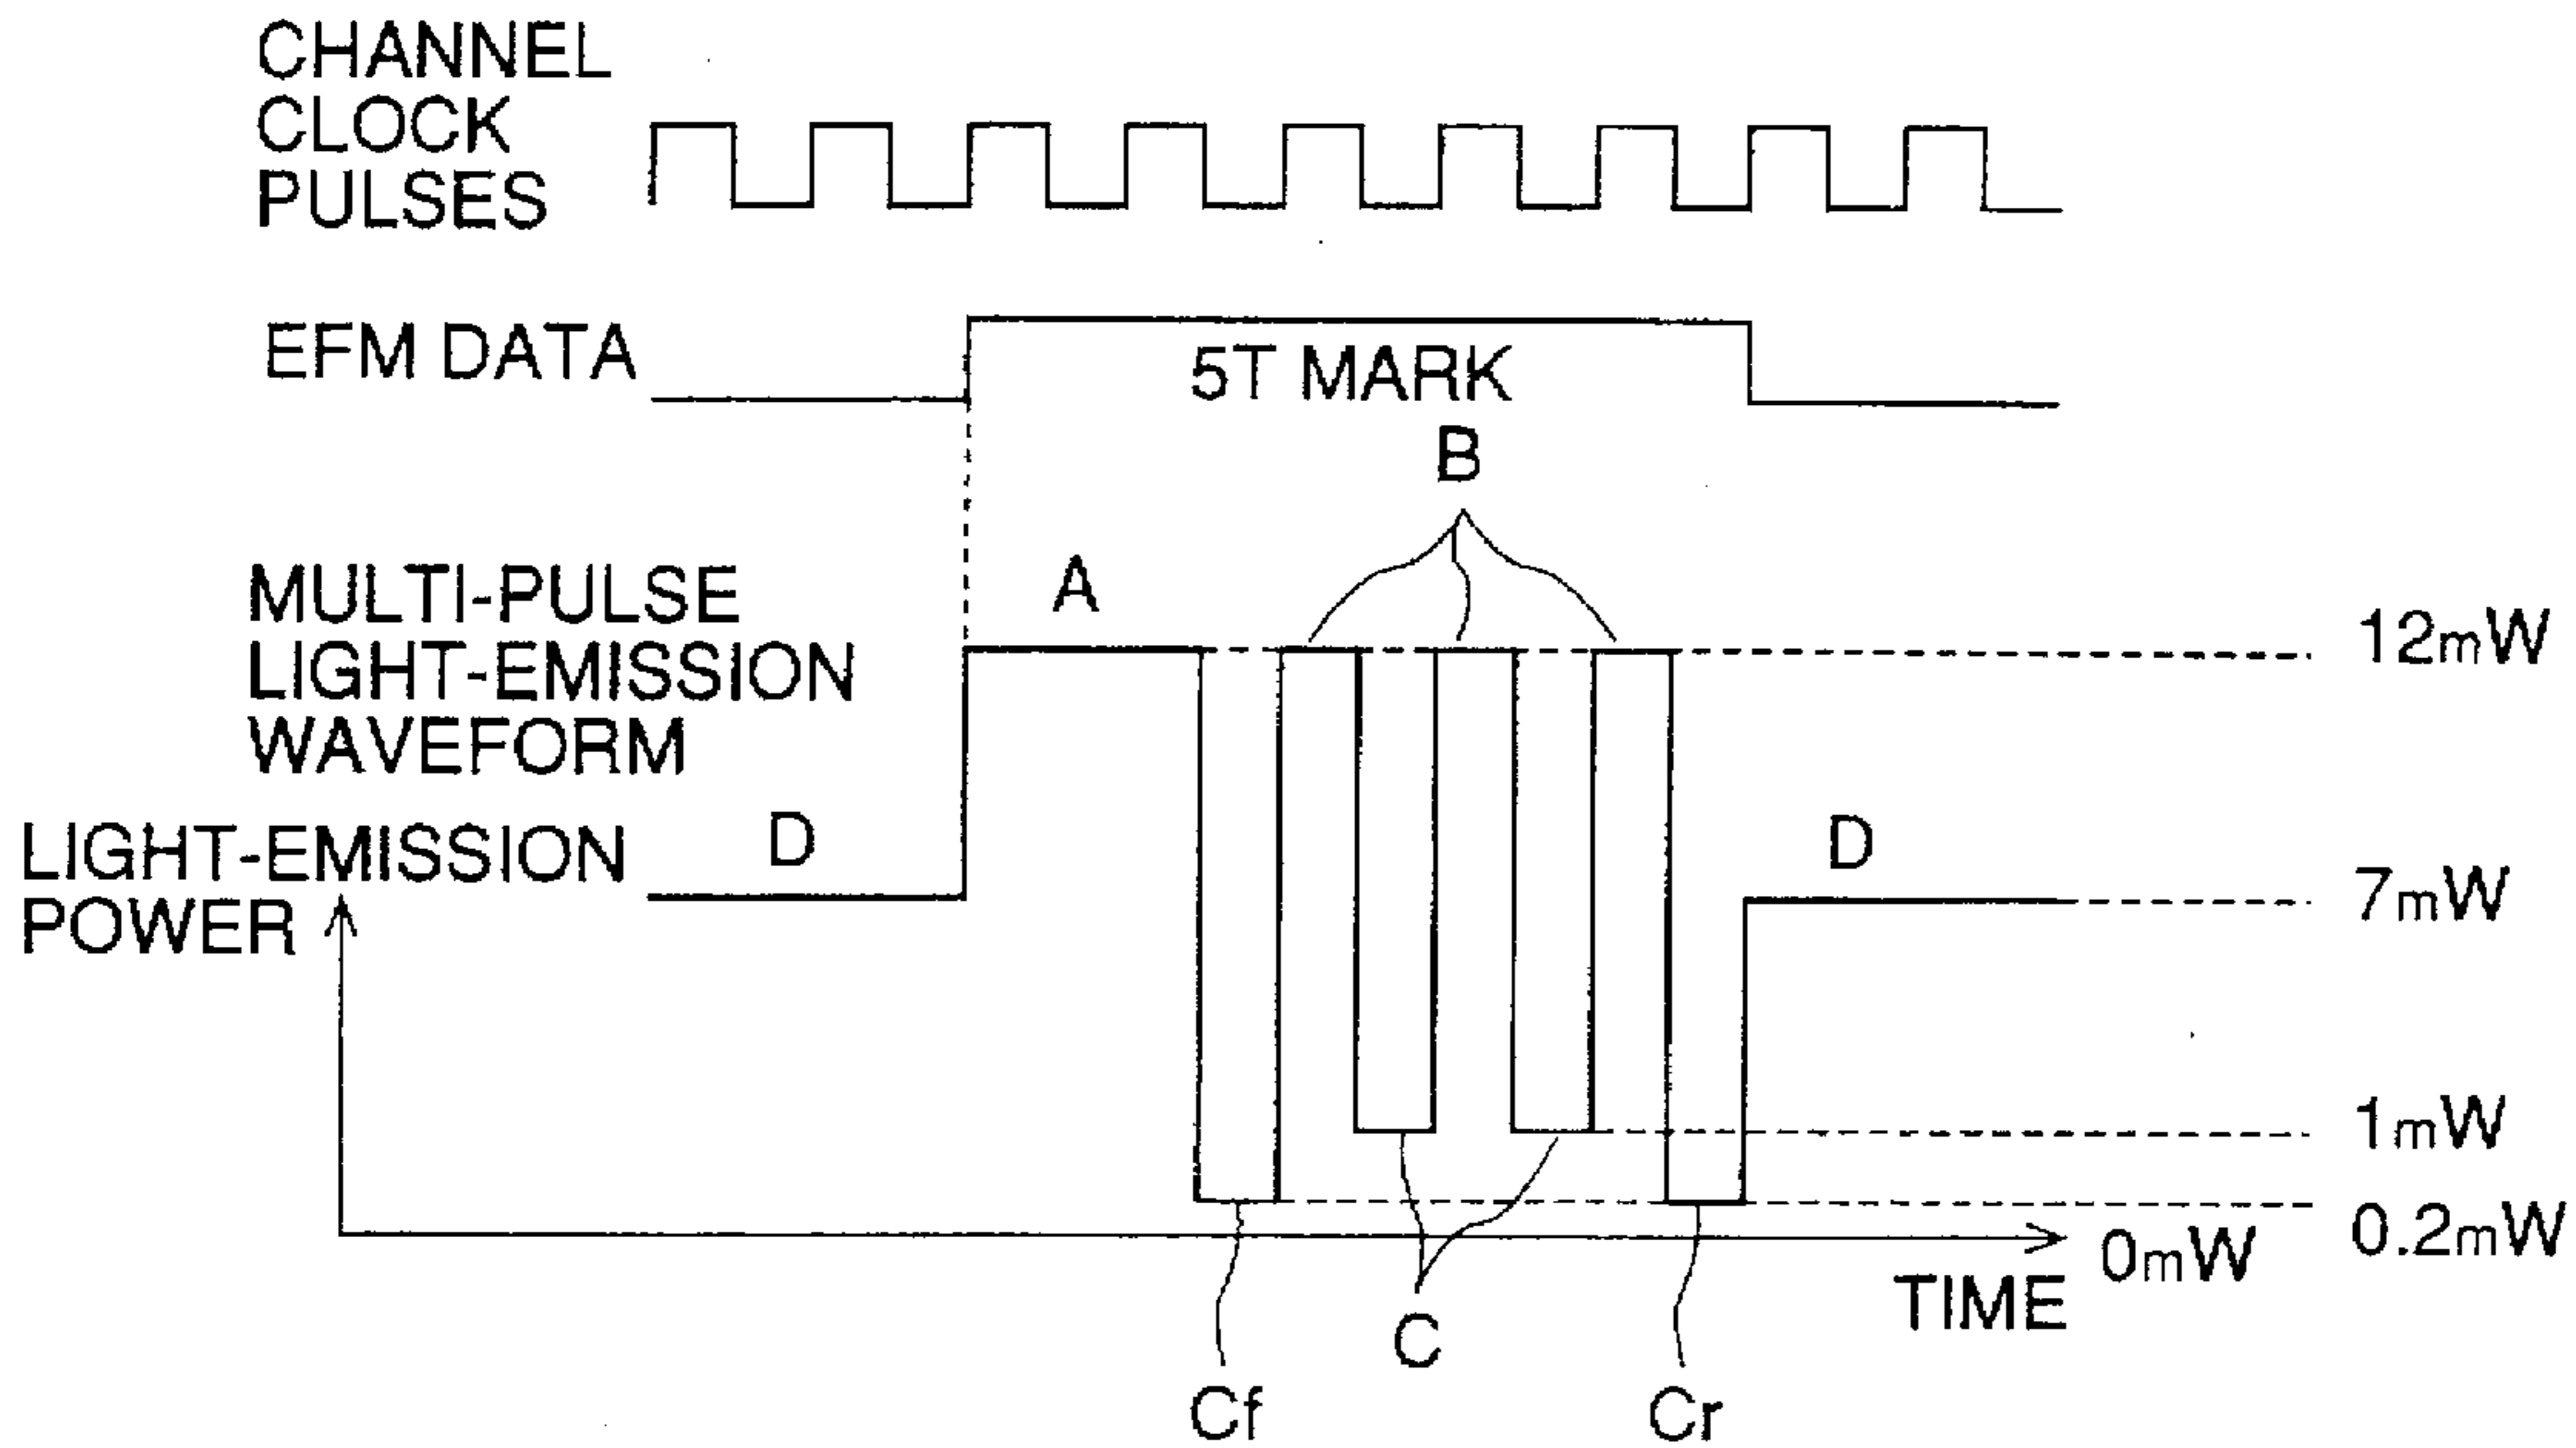 CHANNEL
CLOCK
PULSES
EFM DATA
5T MARK
B
A
MULTI-PULSE
LIGHT-EMISSION
WAVEFORM
12mW
D
D
LIGHT-EMISSION
POWER
7mW
1mW
0.2mW
0mW
TIME
C
Cf
Cr